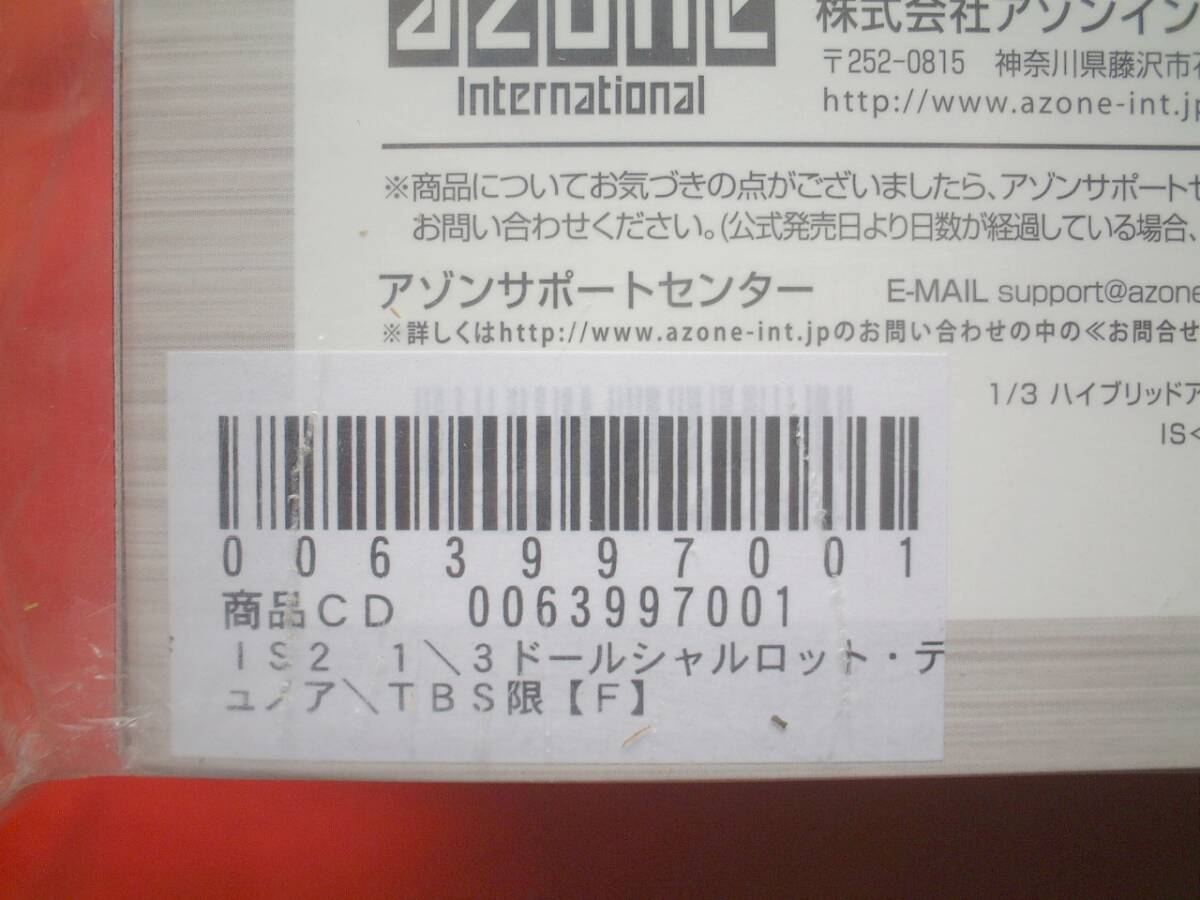 azone
International
株式会社アゾンイン
〒252-0815 神奈川県藤沢市
http://www.azone-int.jp
※商品についてお気づきの点がございましたら、アゾンサポートセ
お問い合わせください。(公式発売日より日数が経過している場合、
アゾンサポートセンター E-MAIL support@azone
※詳しくはhttp://www.azone-int.jpのお問い合わせの中の≪お問合せ
1/3 ハイブリッドア
IS<
0063997001
商品CD 0063997001
IS2 1\3ドールシャルロット・デ
ュノア\TBS限【F】